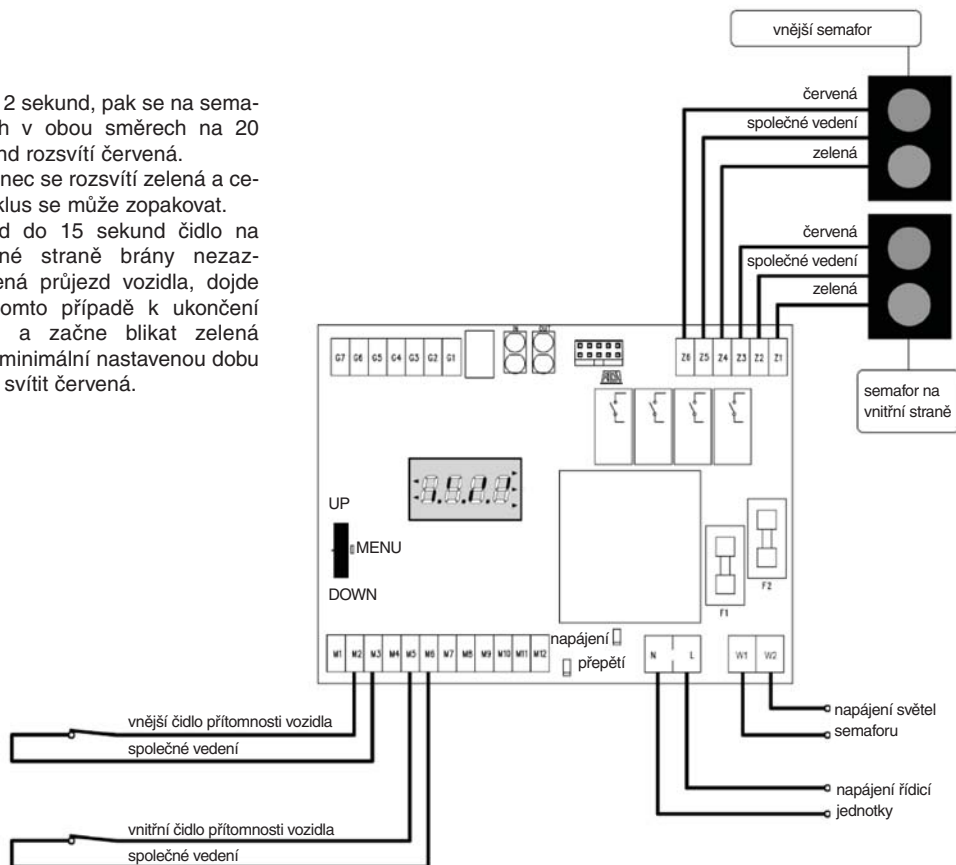 vnější semafor
2 sekund, pak se na sema-
h v obou směrech na 20
nd rozsvítí červená.
nec se rozsvítí zelená a ce-
klus se může zopakovat.
d do 15 sekund čidlo na
né straně brány nezaz-
ená průjezd vozidla, dojde
omto případě k ukončení
a začne blikat zelená
minimální nastavenou dobu
svítit červená.
červená
společné vedení
zelená
červená
společné vedení
zelená
semafor na
vnitřní straně
G7 G6 G5 G4 G3 G2 G1
IN OUT
Z6 Z5 Z4 Z3 Z2 Z1
UP
MENU
DOWN
F1
F2
napájení
přepětí
M1 M2 M3 M4 M5 M6 M7 M8 M9 M10 M11 M12
N L
W1 W2
vnější čidlo přítomnosti vozidla
společné vedení
napájení světel
semaforu
napájení řídicí
jednotky
vnitřní čidlo přítomnosti vozidla
společné vedení